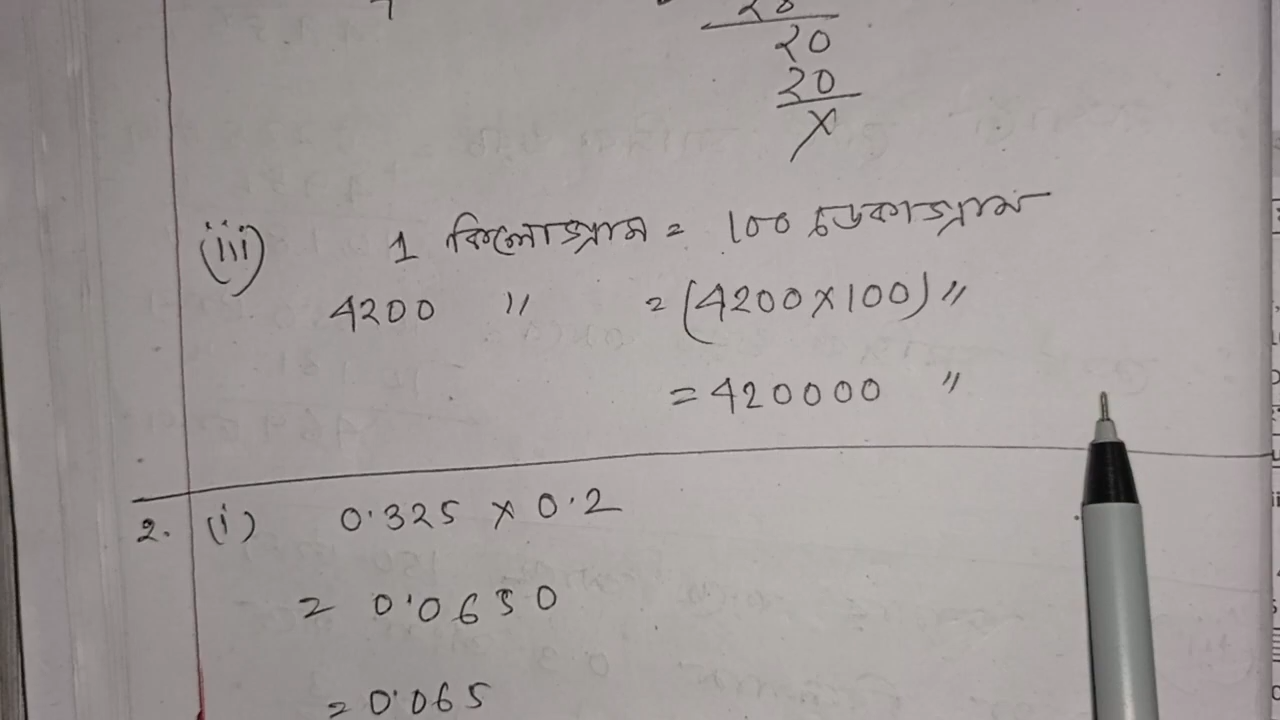 20
20
x
(iii) 1 কিলোগ্রাম = 100 ডেকাগ্রাম
4200 " = (4200 x 100) "
= 420000 "
2. (i) 0.325 x 0.2
= 0.0650
= 0.065